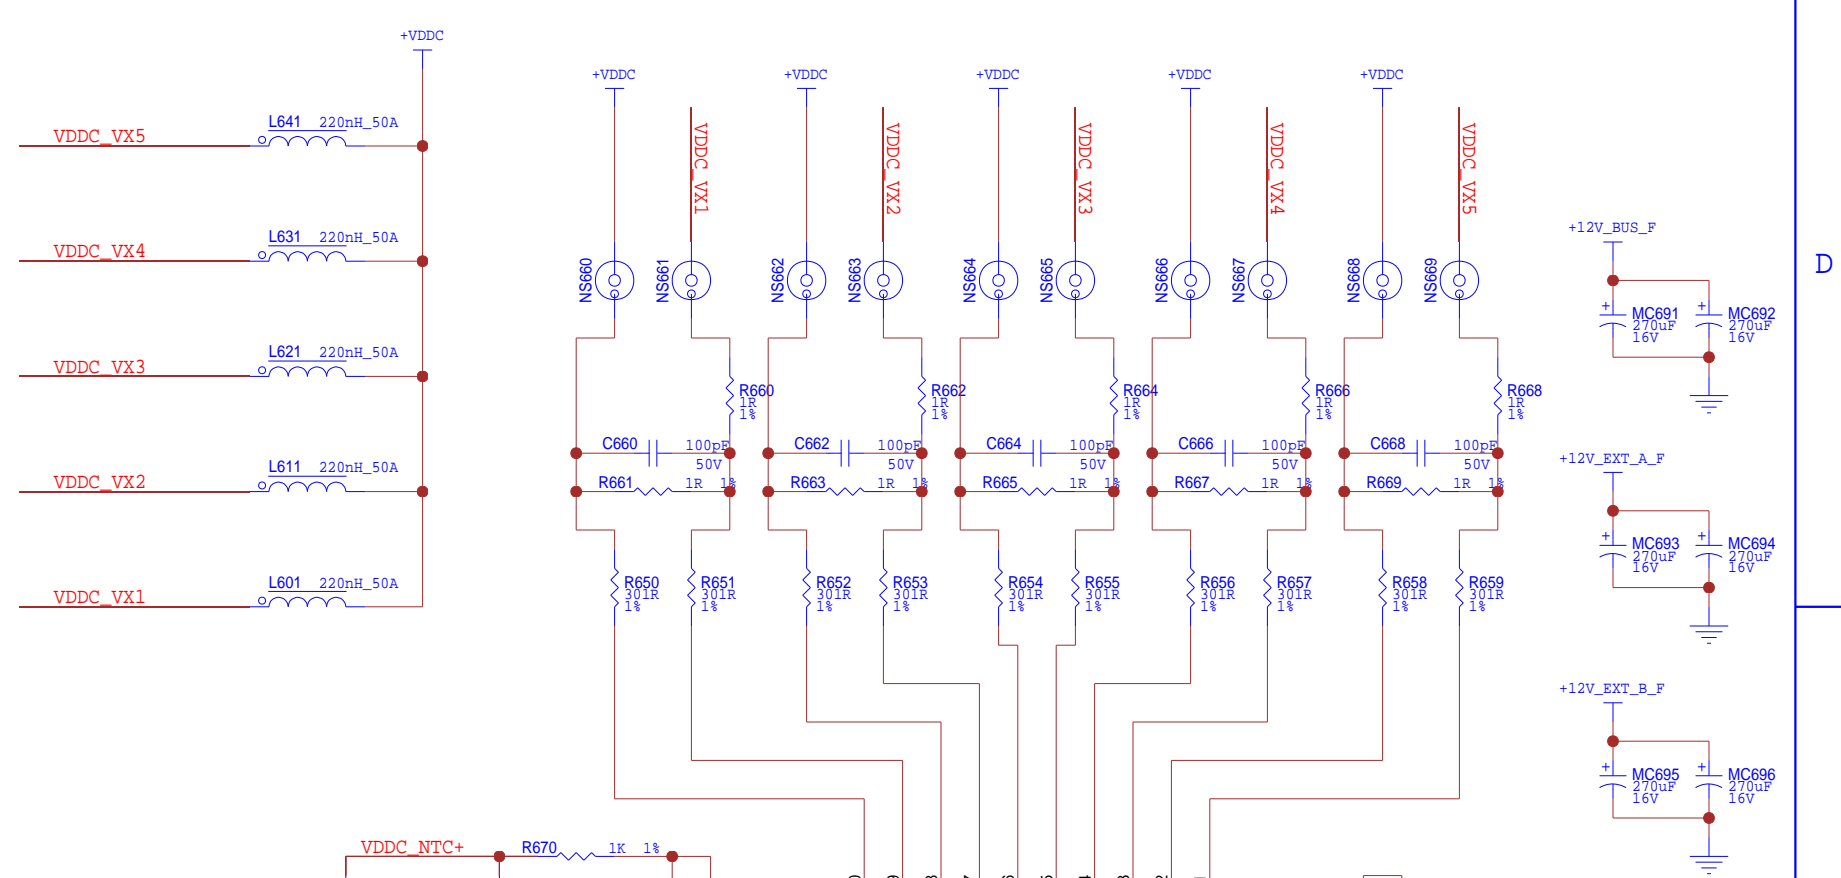 +VDDC
+VDDC +VDDC +VDDC +VDDC +VDDC
L641 220nH_50A
VDDC_VX5
VDDC_VX1 VDDC_VX2 VDDC_VX3 VDDC_VX4 VDDC_VX5
L631 220nH_50A
VDDC_VX4
+12V_BUS_F
D
NS660 NS661 NS662 NS663 NS664 NS665 NS666 NS667 NS668 NS669
+ MC691 + MC692
270uF 270uF
16V 16V
L621 220nH_50A
VDDC_VX3
R660 R662 R664 R666 R668
1R 1R 1R 1R 1R
1% 1% 1% 1% 1%
C660 100pF C662 100pF C664 100pF C666 100pF C668 100pF
50V 50V 50V 50V 50V
+12V_EXT_A_F
L611 220nH_50A
VDDC_VX2
R661 1R 1% R663 1R 1% R665 1R 1% R667 1R 1% R669 1R 1%
+ MC693 + MC694
270uF 270uF
16V 16V
L601 220nH_50A
VDDC_VX1
R650 R651 R652 R653 R654 R655 R656 R657 R658 R659
301R 301R 301R 301R 301R 301R 301R 301R 301R 301R
1% 1% 1% 1% 1% 1% 1% 1% 1% 1%
+12V_EXT_B_F
+ MC695 + MC696
270uF 270uF
16V 16V
VDDC_NTC+ R670 1K 1%